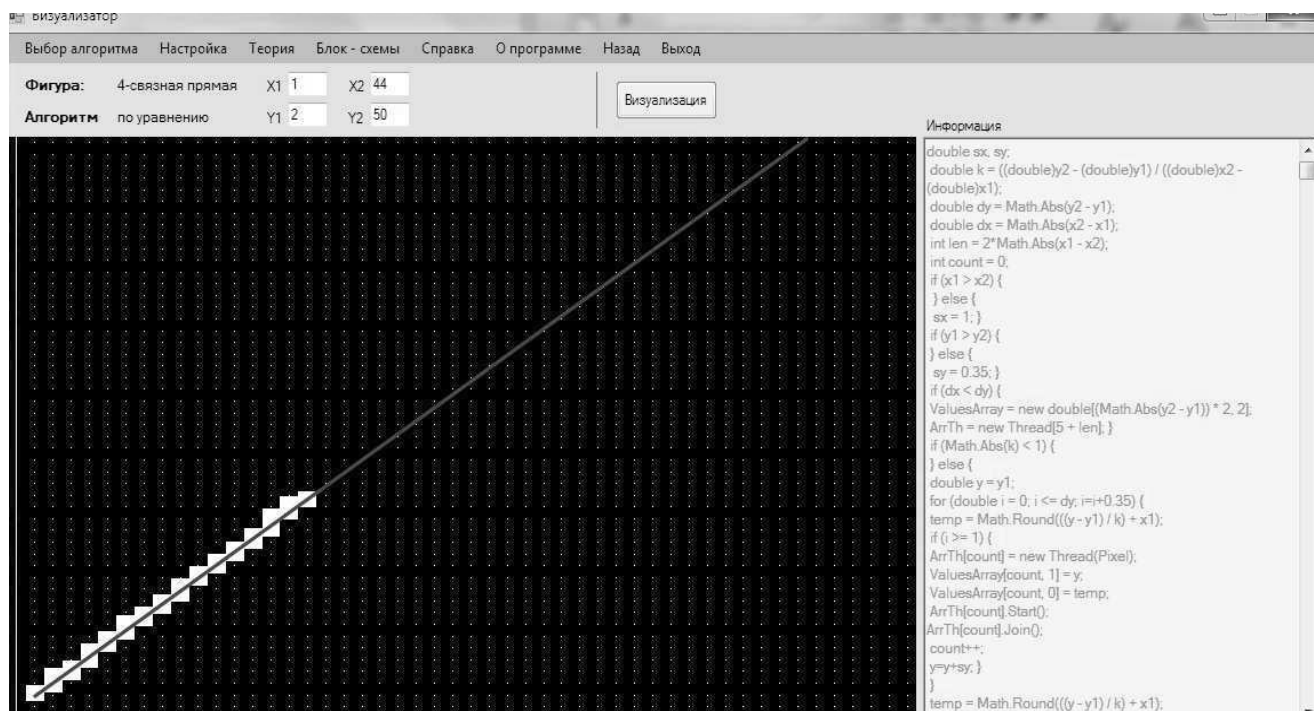 Визуализатор
Выбор алгоритма Настройка Теория Блок - схемы Справка О программе Назад Выход
Фигура: 4-связная прямая X1 1 X2 44
Визуализация
Алгоритм по уравнению Y1 2 Y2 50
Информация
double sx, sy;
double k = ((double)y2 - (double)y1) / ((double)x2 -
(double)x1);
double dy = Math.Abs(y2 - y1);
double dx = Math.Abs(x2 - x1);
int len = 2*Math.Abs(x1 - x2);
int count = 0;
if (x1 > x2) {
} else {
sx = 1; }
if (y1 > y2) {
} else {
sy = 0.35; }
if (dx < dy) {
ValuesArray = new double[(Math.Abs(y2 - y1)) * 2, 2];
ArrTh = new Thread[5 + len]; }
if (Math.Abs(k) < 1) {
} else {
double y = y1;
for (double i = 0; i <= dy; i=i+0.35) {
temp = Math.Round(((y - y1) / k) + x1);
if (i >= 1) {
ArrTh[count] = new Thread(Pixel);
ValuesArray[count, 1] = y;
ValuesArray[count, 0] = temp;
ArrTh[count].Start();
ArrTh[count].Join();
count++;
y=y+sy; }
}
temp = Math.Round(((y - y1) / k) + x1);